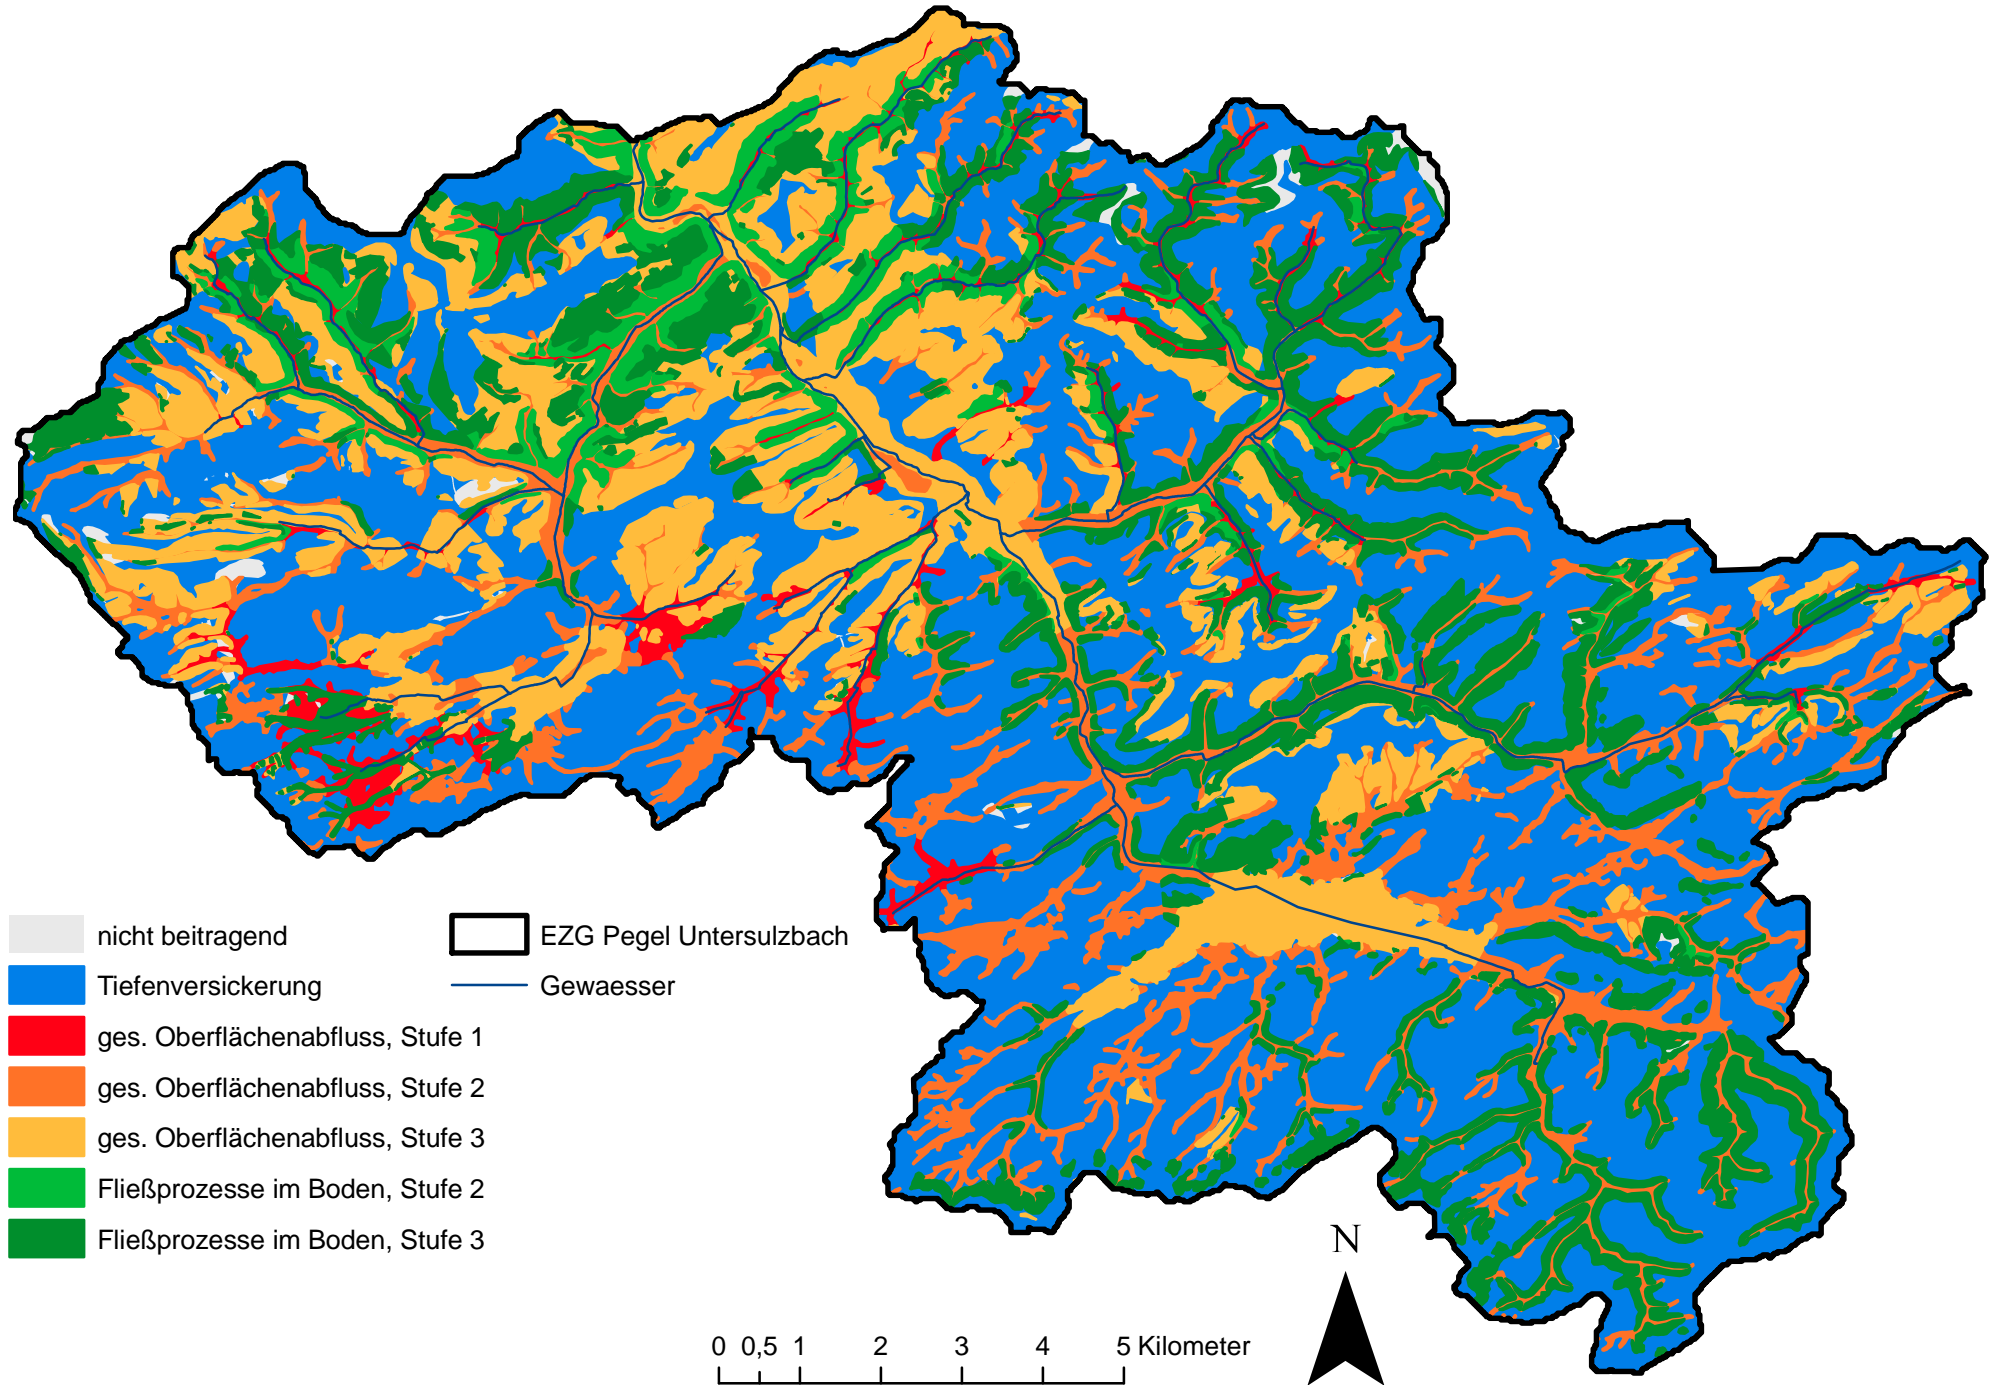 nicht beitragend
Tiefenversickerung
ges. Oberflächenabfluss, Stufe 1
ges. Oberflächenabfluss, Stufe 2
ges. Oberflächenabfluss, Stufe 3
Fließprozesse im Boden, Stufe 2
Fließprozesse im Boden, Stufe 3
EZG Pegel Untersulzbach
Gewaesser
N
0 0,5 1 2 3 4 5 Kilometer